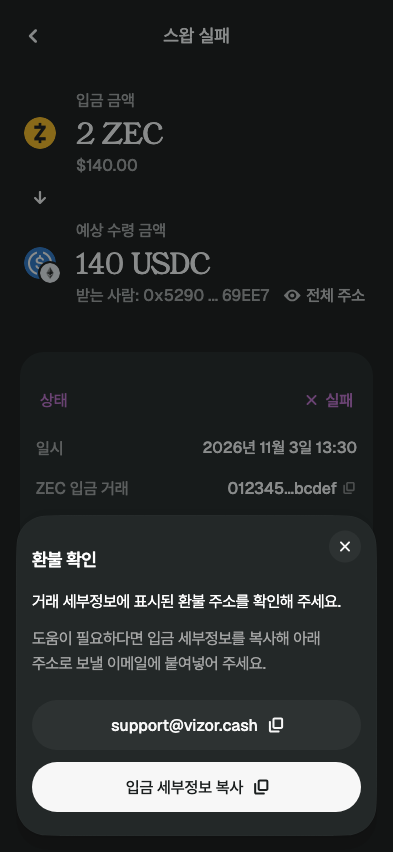 스왑 실패
입금 금액
2 ZEC
$140.00
예상 수령 금액
140 USDC
받는 사람: 0x5290 ... 69EE7 전체 주소
상태 실패
일시 2026년 11월 3일 13:30
ZEC 입금 거래 012345...bcdef
환불 확인
거래 세부정보에 표시된 환불 주소를 확인해 주세요.
도움이 필요하다면 입금 세부정보를 복사해 아래
주소로 보낼 이메일에 붙여넣어 주세요.
support@vizor.cash
입금 세부정보 복사